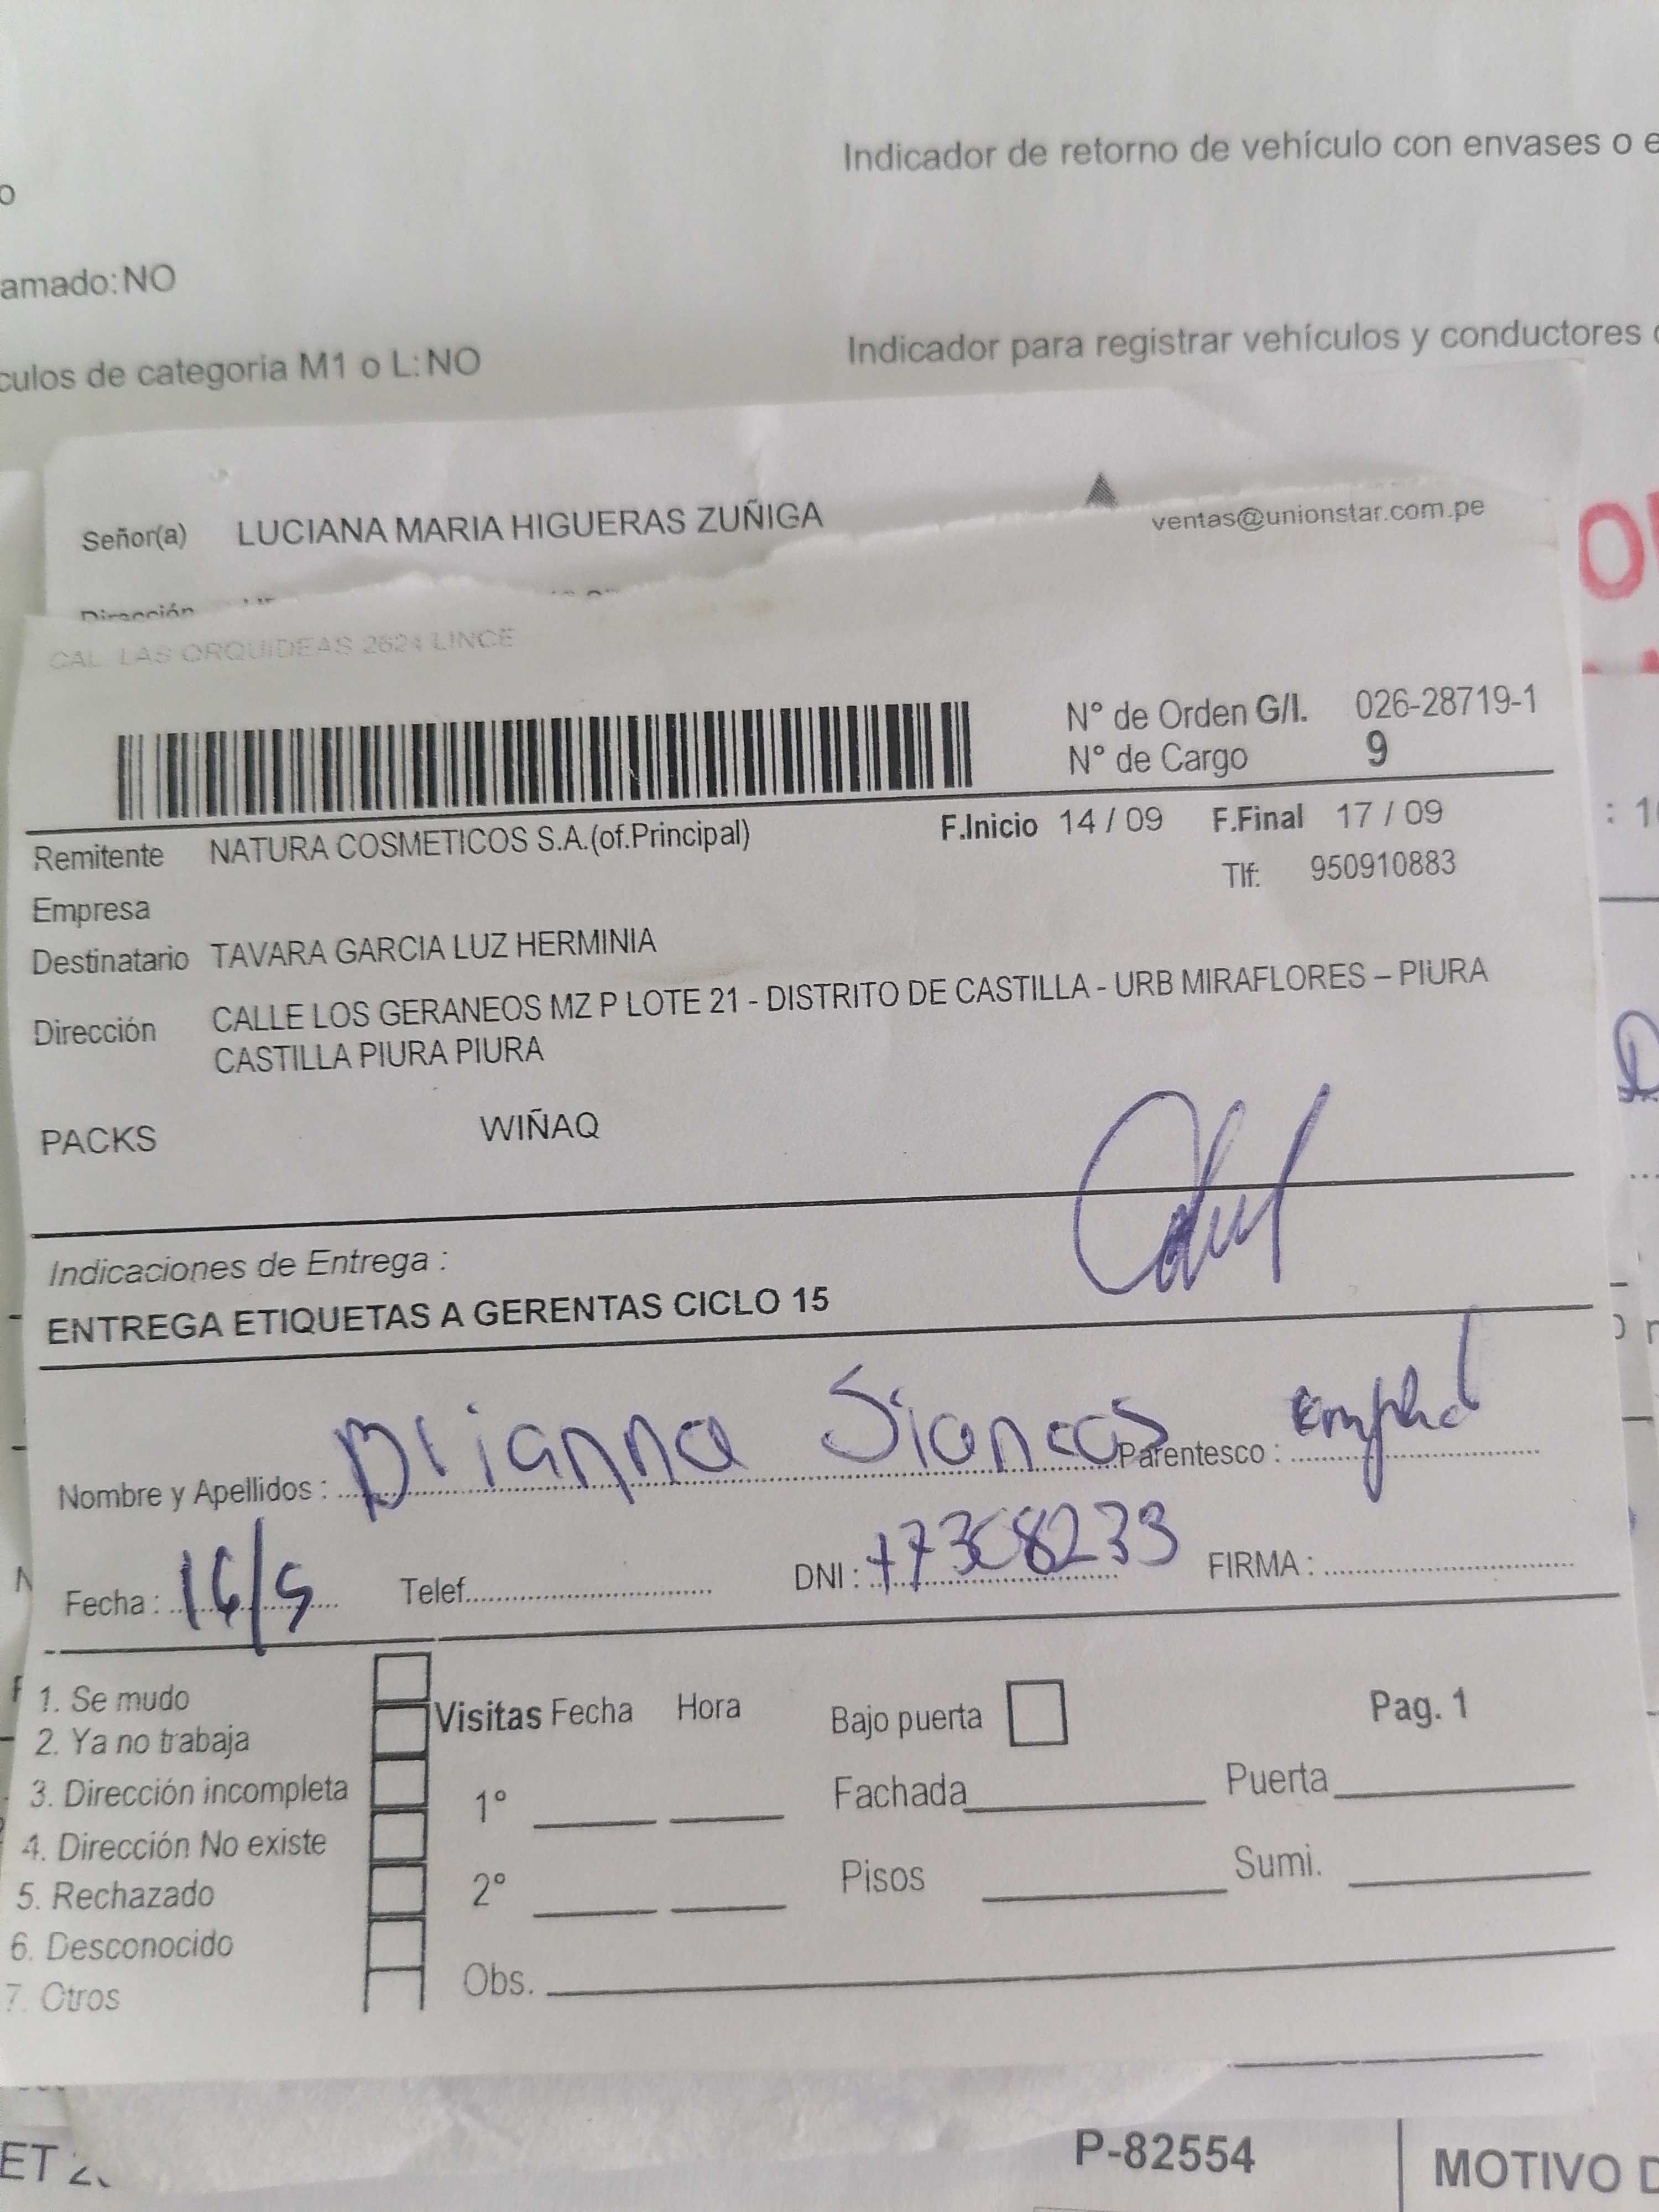 Indicador de retorno de vehículo con envases o e
o
amado:NO
Indicador para registrar vehículos y conductores
culos de categoria M1 o L:NO
Señor(a) LUCIANA MARIA HIGUERAS ZUÑIGA
ventas@unionstar.com.pe
Dirección
CAL. LAS ORQUIDEAS 2624 LINCE
N° de Orden G/I. 026-28719-1
N° de Cargo 9
Remitente NATURA COSMETICOS S.A.(of.Principal) F.Inicio 14 / 09 F.Final 17 / 09
Tlf: 950910883
Empresa
Destinatario TAVARA GARCIA LUZ HERMINIA
Dirección CALLE LOS GERANEOS MZ P LOTE 21 - DISTRITO DE CASTILLA - URB MIRAFLORES – PIURA
CASTILLA PIURA PIURA
PACKS WIÑAQ
Indicaciones de Entrega :
ENTREGA ETIQUETAS A GERENTAS CICLO 15
Nombre y Apellidos : Brianna Siancas Parentesco :
Fecha : 16/9 Telef. DNI : 77308233 FIRMA :
1. Se mudo
2. Ya no trabaja
3. Dirección incompleta
4. Dirección No existe
5. Rechazado
6. Desconocido
7. Otros
Visitas Fecha Hora Bajo puerta Pag. 1
1° Fachada Puerta
2° Pisos Sumi.
Obs.
P-82554
MOTIVO D
ET